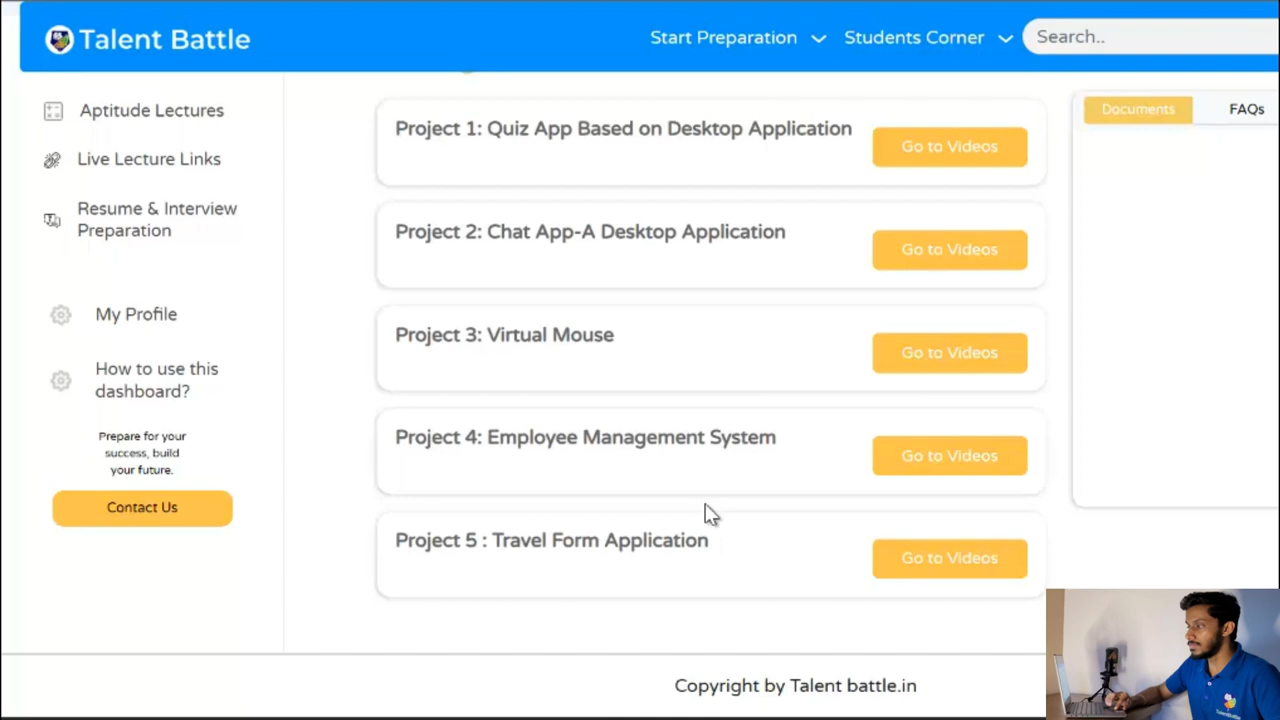 Talent Battle
Start Preparation
Students Corner
Search..
Aptitude Lectures
Live Lecture Links
Resume & Interview
Preparation
My Profile
How to use this
dashboard?
Prepare for your
success, build
your future.
Contact Us
Project 1: Quiz App Based on Desktop Application
Go to Videos
Project 2: Chat App-A Desktop Application
Go to Videos
Project 3: Virtual Mouse
Go to Videos
Project 4: Employee Management System
Go to Videos
Project 5 : Travel Form Application
Go to Videos
Documents
FAQs
Copyright by Talent battle.in